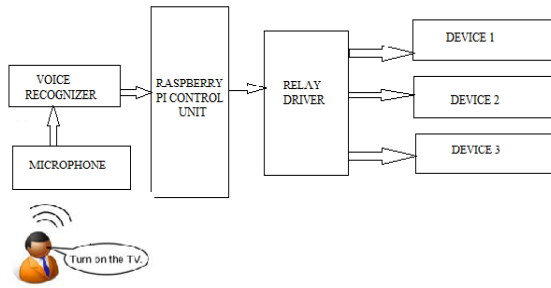 VOICE
RECOGNIZER
MICROPHONE
Turn on the TV.
RASPBERRY
PI CONTROL
UNIT
RELAY
DRIVER
DEVICE 1
DEVICE 2
DEVICE 3